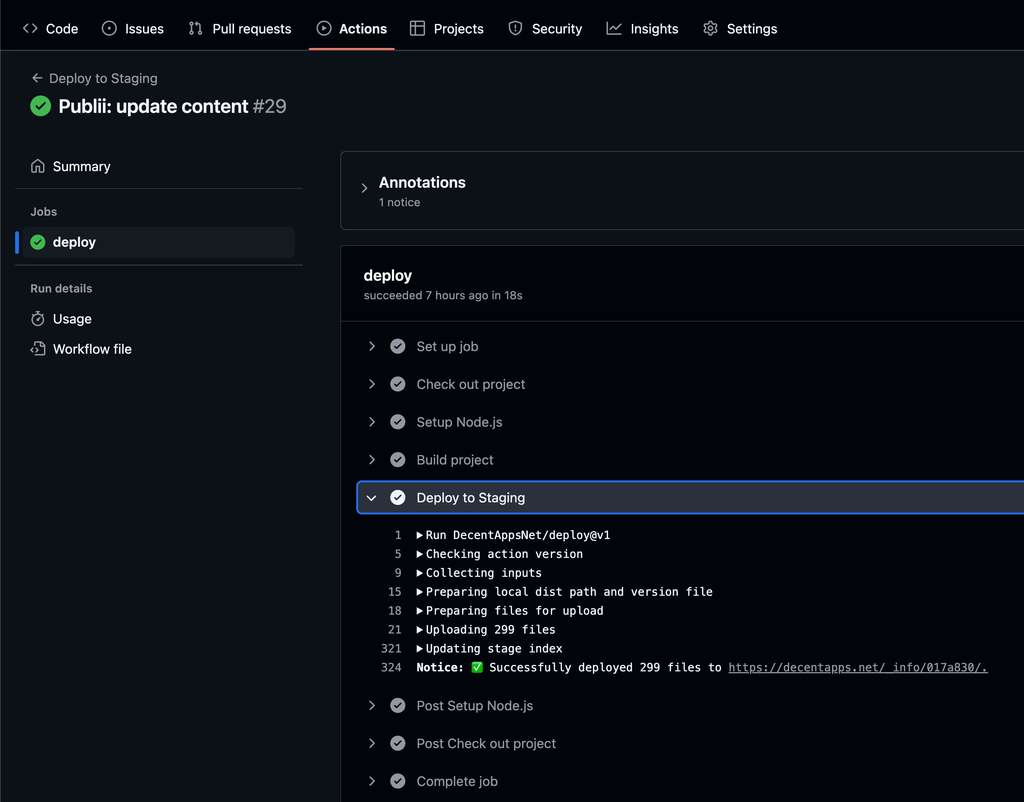 Code Issues Pull requests Actions Projects Security Insights Settings
Deploy to Staging
Publii: update content #29
Summary
Jobs
deploy
Run details
Usage
Workflow file
Annotations
1 notice
deploy
succeeded 7 hours ago in 18s
Set up job
Check out project
Setup Node.js
Build project
Deploy to Staging
1 Run DecentAppsNet/deploy@v1
5 Checking action version
9 Collecting inputs
15 Preparing local dist path and version file
18 Preparing files for upload
21 Uploading 299 files
321 Updating stage index
324 Notice: ✅ Successfully deployed 299 files to https://decentapps.net/_info/017a830/.
Post Setup Node.js
Post Check out project
Complete job